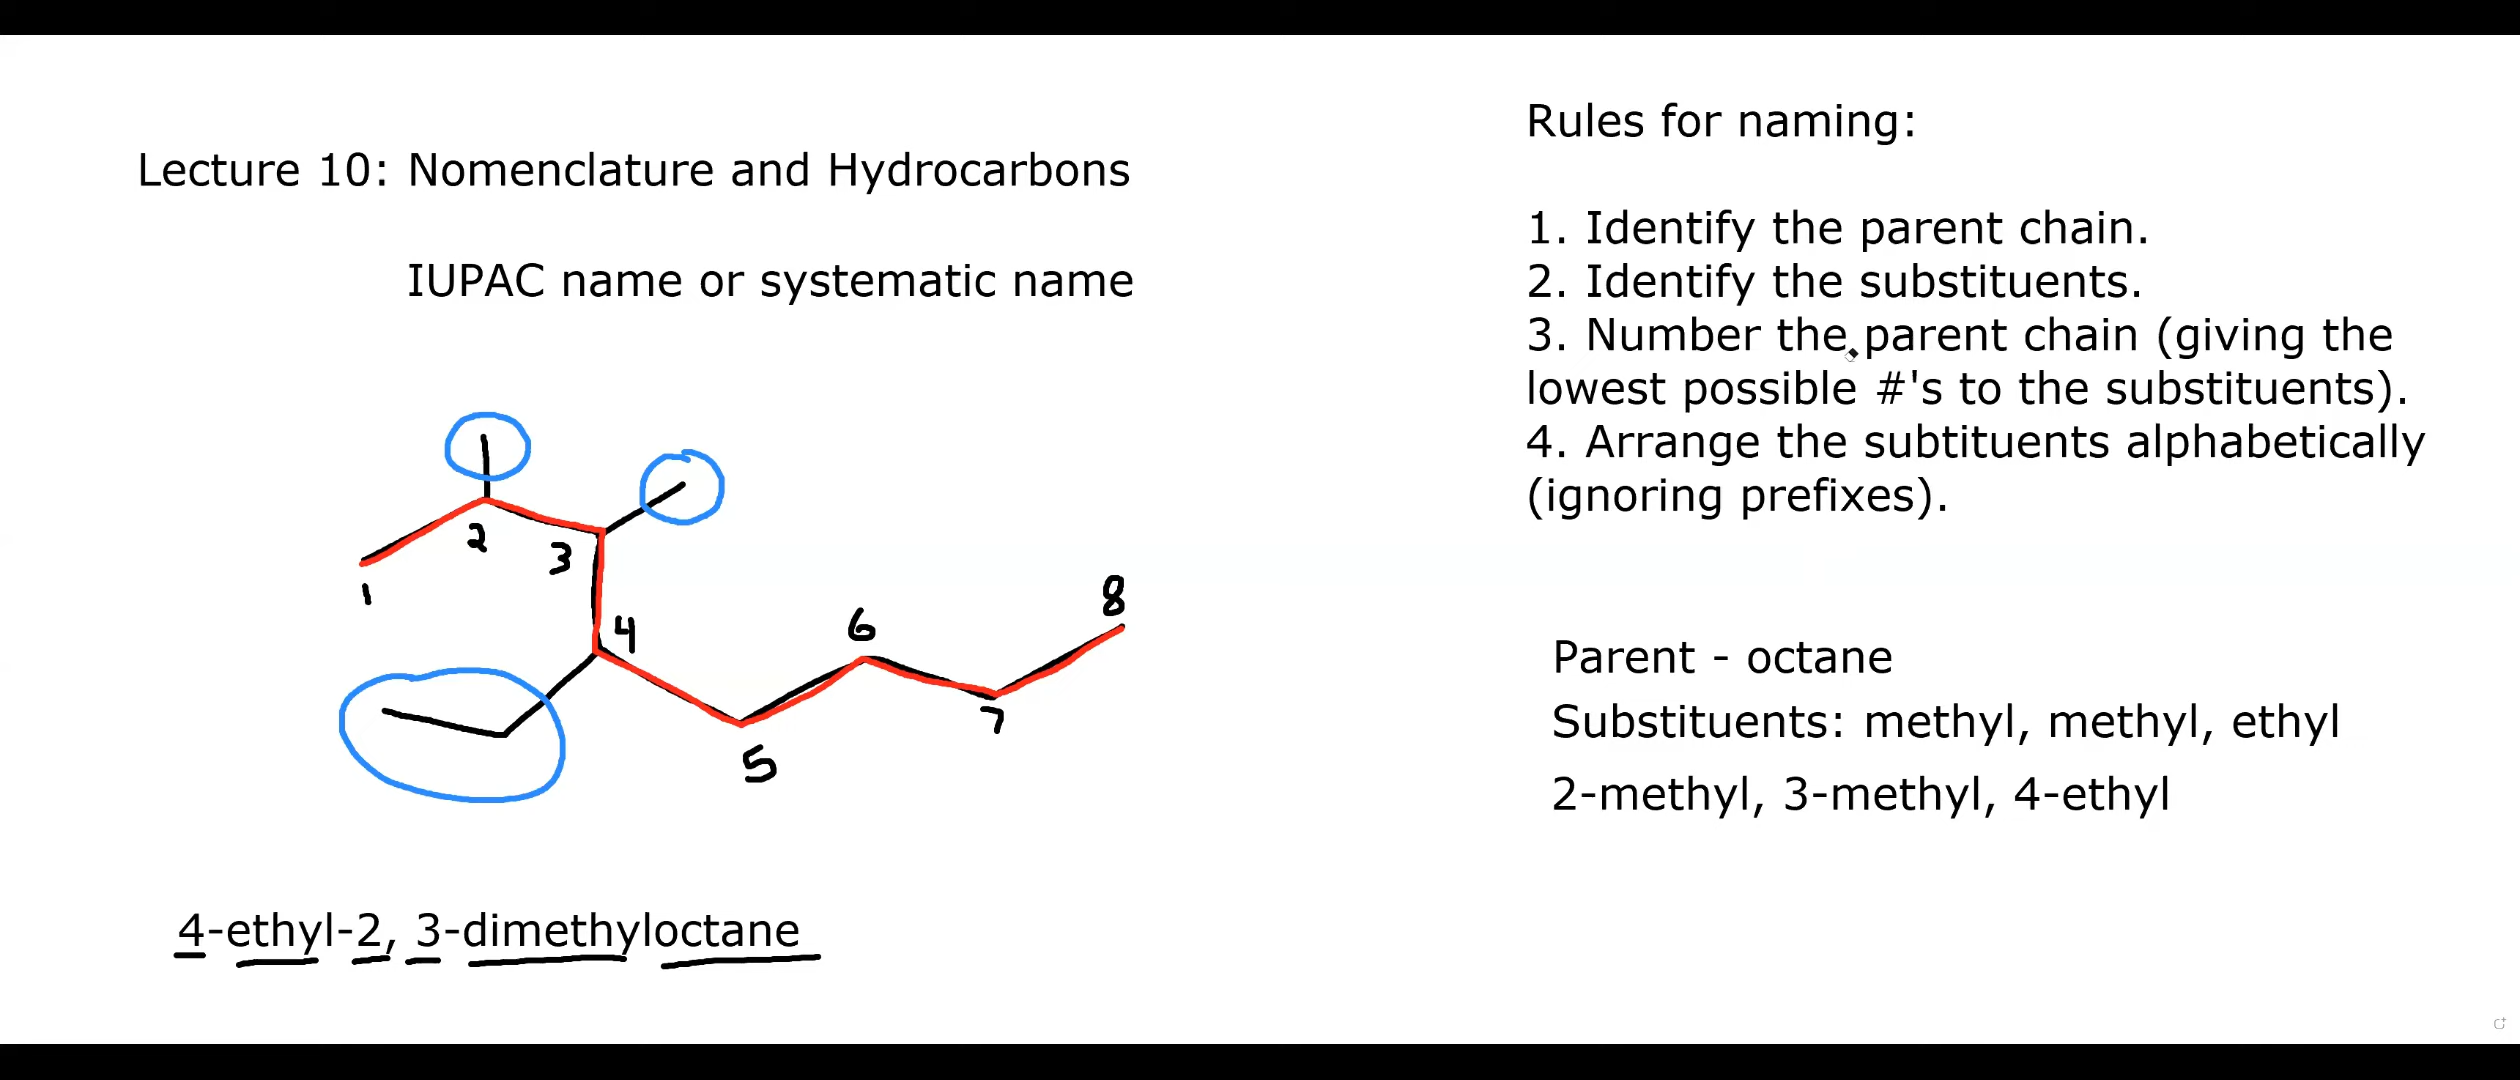 Lecture 10: Nomenclature and Hydrocarbons
IUPAC name or systematic name
2
3
1
4
6
8
7
5
4-ethyl-2, 3-dimethyloctane
Rules for naming:
1. Identify the parent chain.
2. Identify the substituents.
3. Number the parent chain (giving the
lowest possible #'s to the substituents).
4. Arrange the subtituents alphabetically
(ignoring prefixes).
Parent - octane
Substituents: methyl, methyl, ethyl
2-methyl, 3-methyl, 4-ethyl